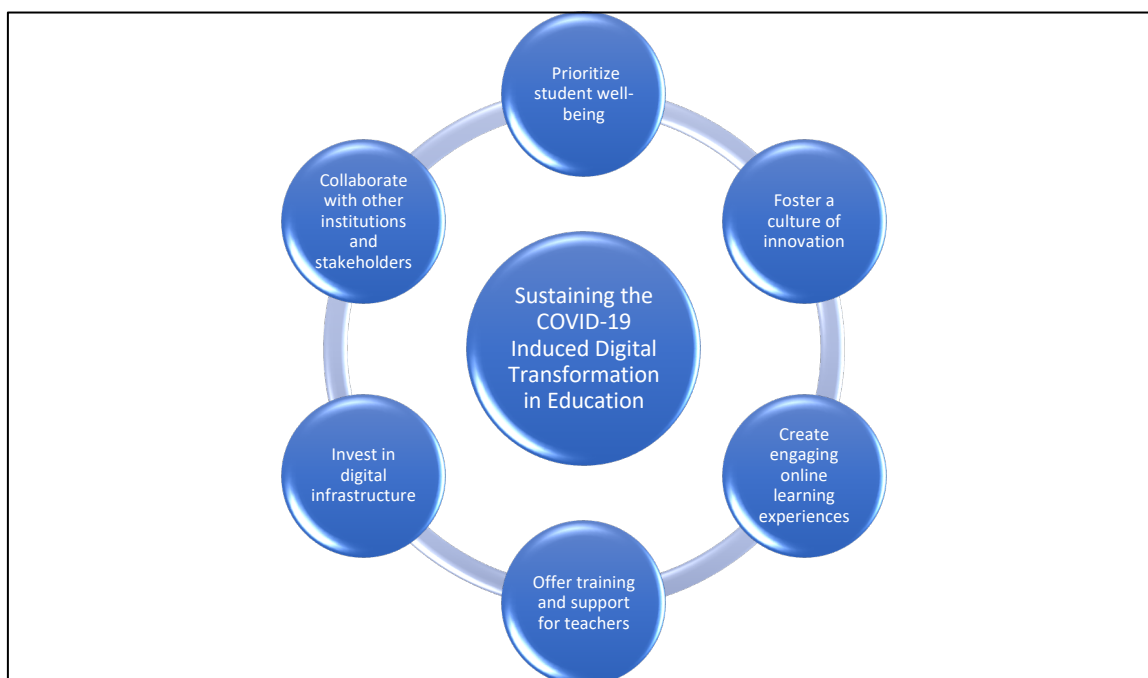 Prioritize
student well-
being
Foster a
culture of
innovation
Create
engaging
online
learning
experiences
Offer training
and support
for teachers
Invest in
digital
infrastructure
Collaborate
with other
institutions
and
stakeholders
Sustaining the
COVID-19
Induced Digital
Transformation
in Education